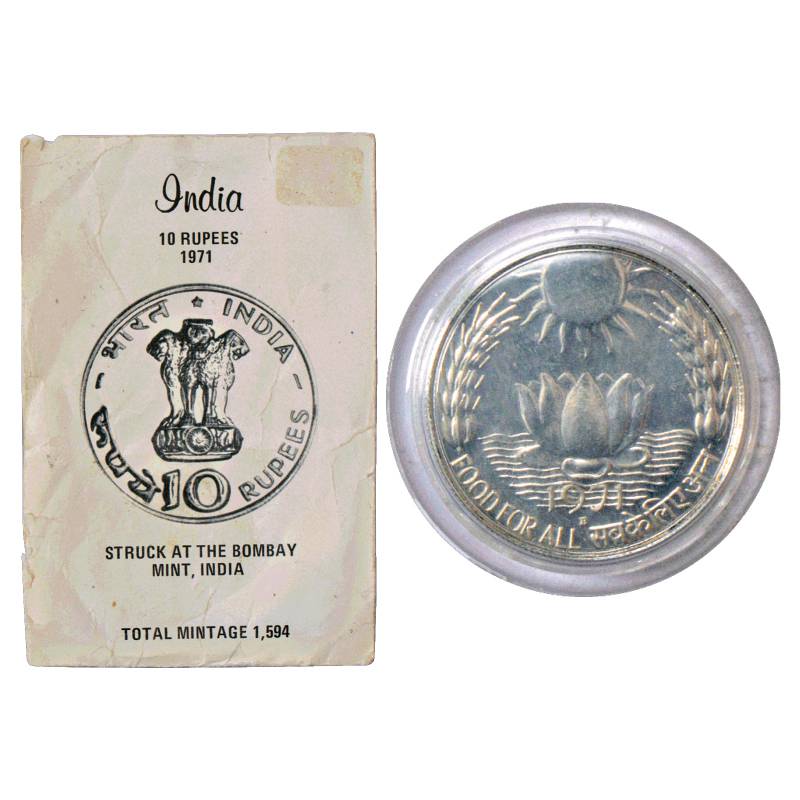 India
10 RUPEES
1971
भारत ★ INDIA
रूपये 10 RUPEES
STRUCK AT THE BOMBAY
MINT, INDIA
TOTAL MINTAGE 1,594
1971
FOOD FOR ALL सबके लिए अन्न